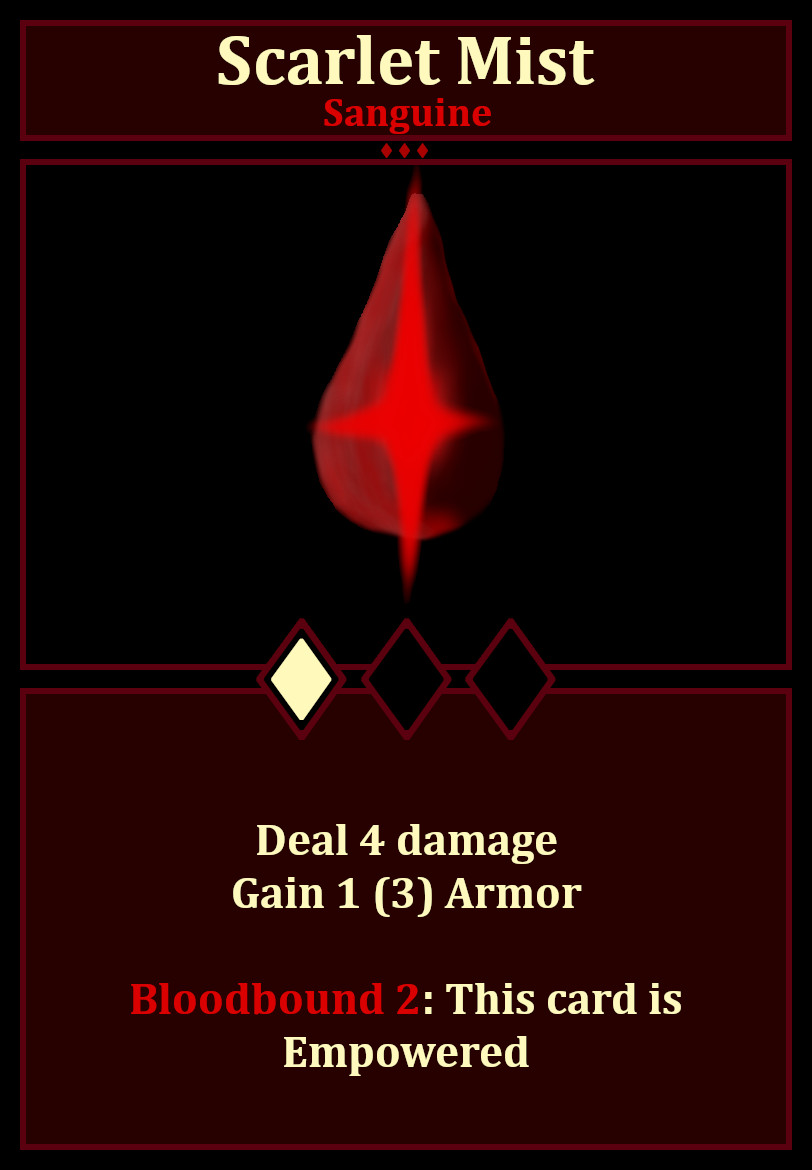 Scarlet Mist
Sanguine
Deal 4 damage
Gain 1 (3) Armor
Bloodbound 2: This card is
Empowered